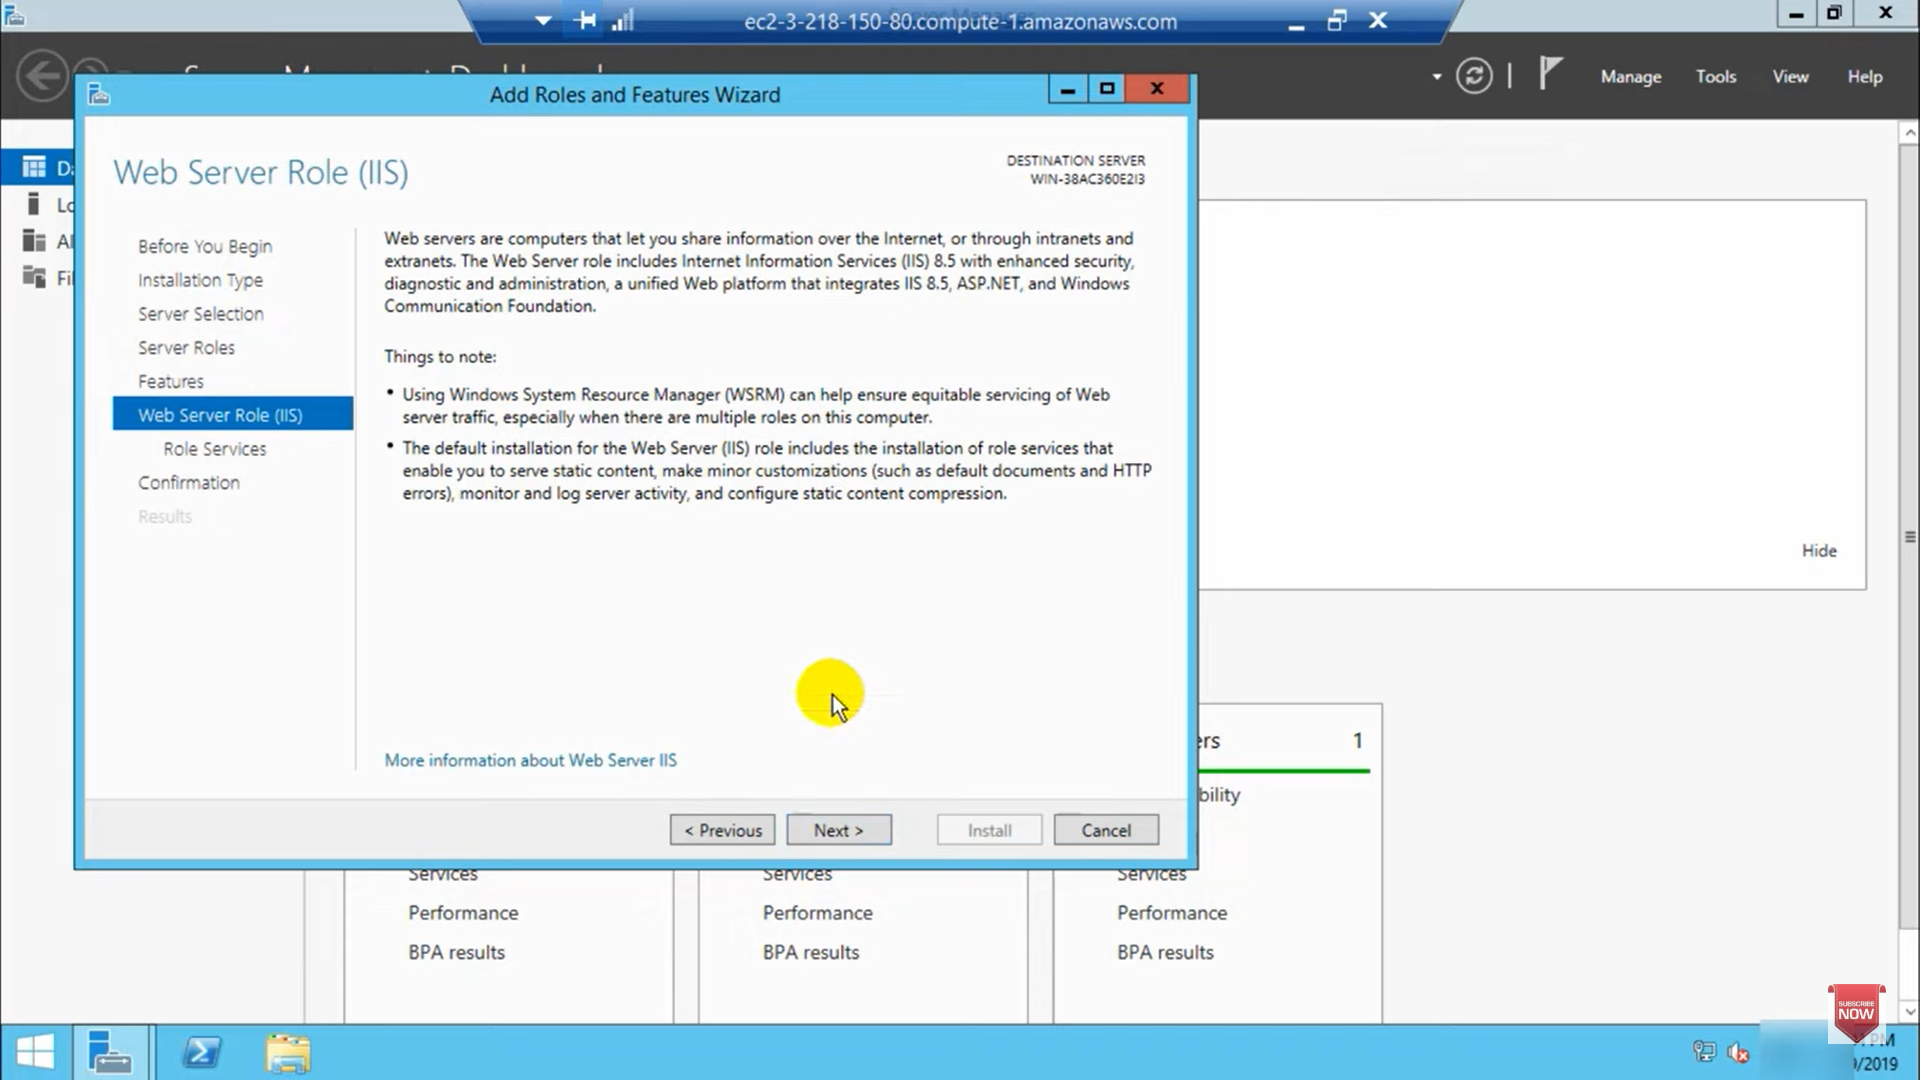 ec2-3-218-150-80.compute-1.amazonaws.com
Manage
Tools
View
Help
Add Roles and Features Wizard
Web Server Role (IIS)
DESTINATION SERVER
WIN-38AC360E2I3
Before You Begin
Installation Type
Server Selection
Server Roles
Features
Web Server Role (IIS)
Role Services
Confirmation
Results
Web servers are computers that let you share information over the Internet, or through intranets and
extranets. The Web Server role includes Internet Information Services (IIS) 8.5 with enhanced security,
diagnostic and administration, a unified Web platform that integrates IIS 8.5, ASP.NET, and Windows
Communication Foundation.
Things to note:
• Using Windows System Resource Manager (WSRM) can help ensure equitable servicing of Web
server traffic, especially when there are multiple roles on this computer.
• The default installation for the Web Server (IIS) role includes the installation of role services that
enable you to serve static content, make minor customizations (such as default documents and HTTP
errors), monitor and log server activity, and configure static content compression.
More information about Web Server IIS
< Previous
Next >
Install
Cancel
Hide
ers 1
bility
Services
Performance
BPA results
Services
Performance
BPA results
Services
Performance
BPA results
SUBSCRIBE
NOW
PM
/2019